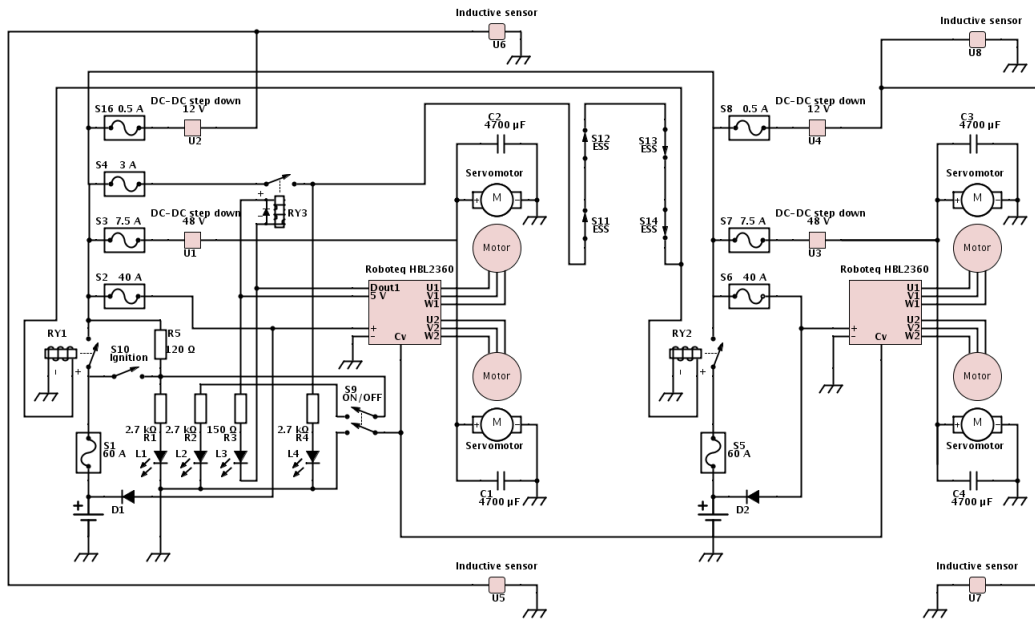 Inductive sensor
U6
Inductive sensor
U8
S16 0.5 A
DC-DC step down
12 V
U2
S4 3 A
+
RY3
S3 7.5 A
DC-DC step down
48 V
U1
S2 40 A
C2
4700 µF
Servomotor
+ M −
Motor
S12
ESS
S13
ESS
S11
ESS
S14
ESS
S8 0.5 A
DC-DC step down
12 V
U4
S7 7.5 A
DC-DC step down
48 V
U3
S6 40 A
C3
4700 µF
Servomotor
+ M −
Motor
Roboteq HBL2360
Dout1
5 V
+
−
Cv
U1
V1
W1
U2
V2
W2
Roboteq HBL2360
+
−
Cv
U1
V1
W1
U2
V2
W2
RY1
− +
S10
Ignition
R5
120 Ω
S9
ON/OFF
RY2
− +
Motor
Motor
2.7 kΩ
R1
2.7 kΩ
R2
150 Ω
R3
2.7 kΩ
R4
L1
L2
L3
L4
S1
60 A
+
D1
+ M −
Servomotor
C1
4700 µF
S5
60 A
+
D2
+ M −
Servomotor
C4
4700 µF
Inductive sensor
U5
Inductive sensor
U7